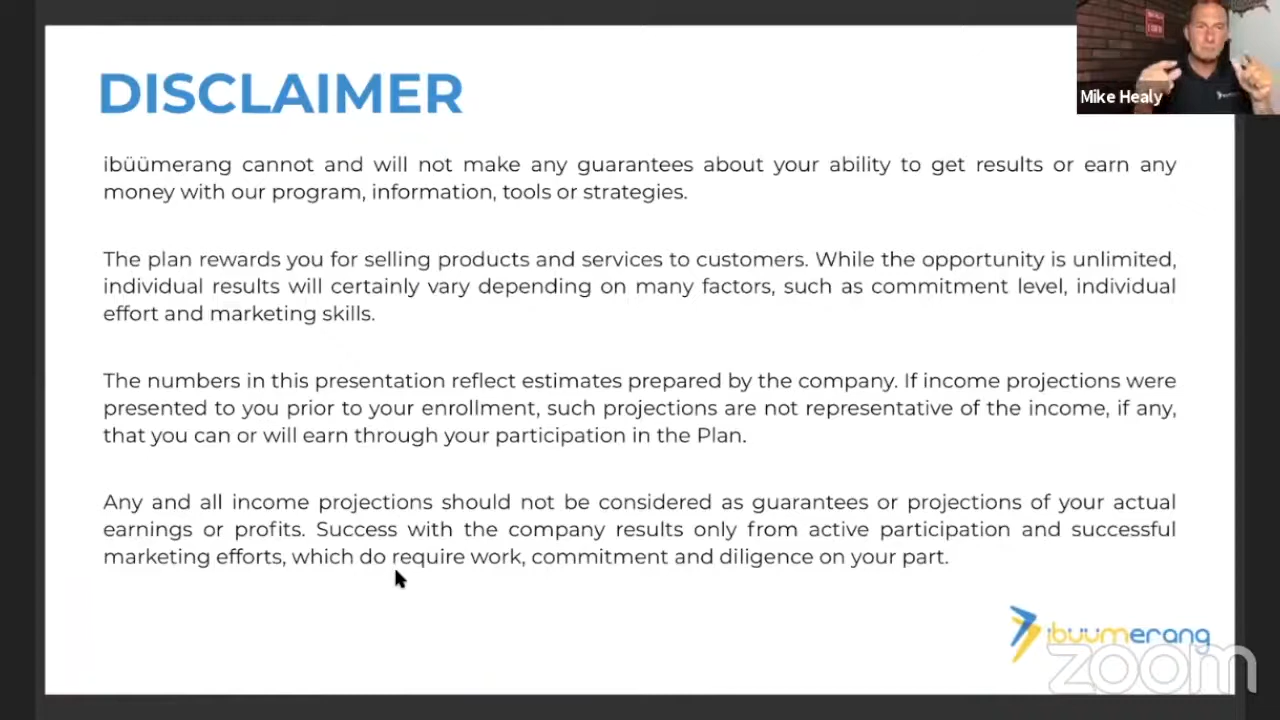 Mike Healy
DISCLAIMER
ibüümerang cannot and will not make any guarantees about your ability to get results or earn any
money with our program, information, tools or strategies.
The plan rewards you for selling products and services to customers. While the opportunity is unlimited,
individual results will certainly vary depending on many factors, such as commitment level, individual
effort and marketing skills.
The numbers in this presentation reflect estimates prepared by the company. If income projections were
presented to you prior to your enrollment, such projections are not representative of the income, if any,
that you can or will earn through your participation in the Plan.
Any and all income projections should not be considered as guarantees or projections of your actual
earnings or profits. Success with the company results only from active participation and successful
marketing efforts, which do require work, commitment and diligence on your part.
ibüümerang
zoom